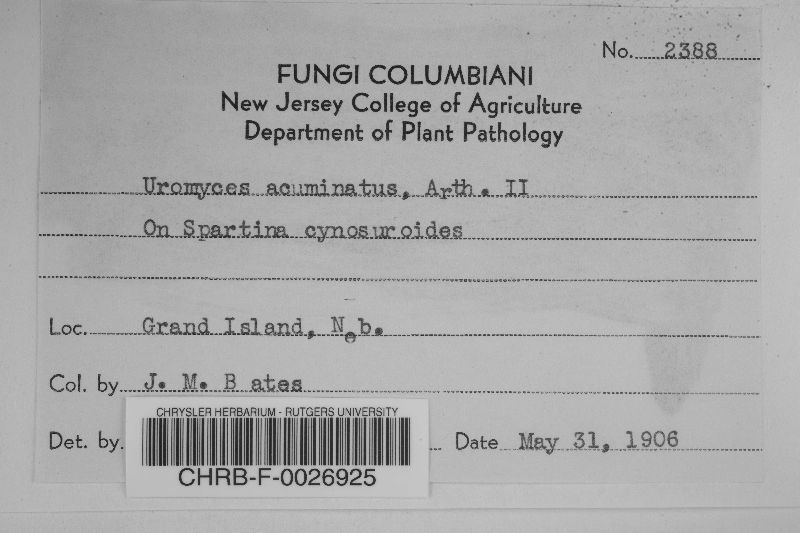 No. 2388
FUNGI COLUMBIANI
New Jersey College of Agriculture
Department of Plant Pathology
Uromyces acuminatus, Arth. II
On Spartina cynosuroides
Loc. Grand Island, Neb.
Col. by J. M. B ates
CHRYSLER HERBARIUM - RUTGERS UNIVERSITY
Det. by. Date May 31, 1906
CHRB-F-0026925